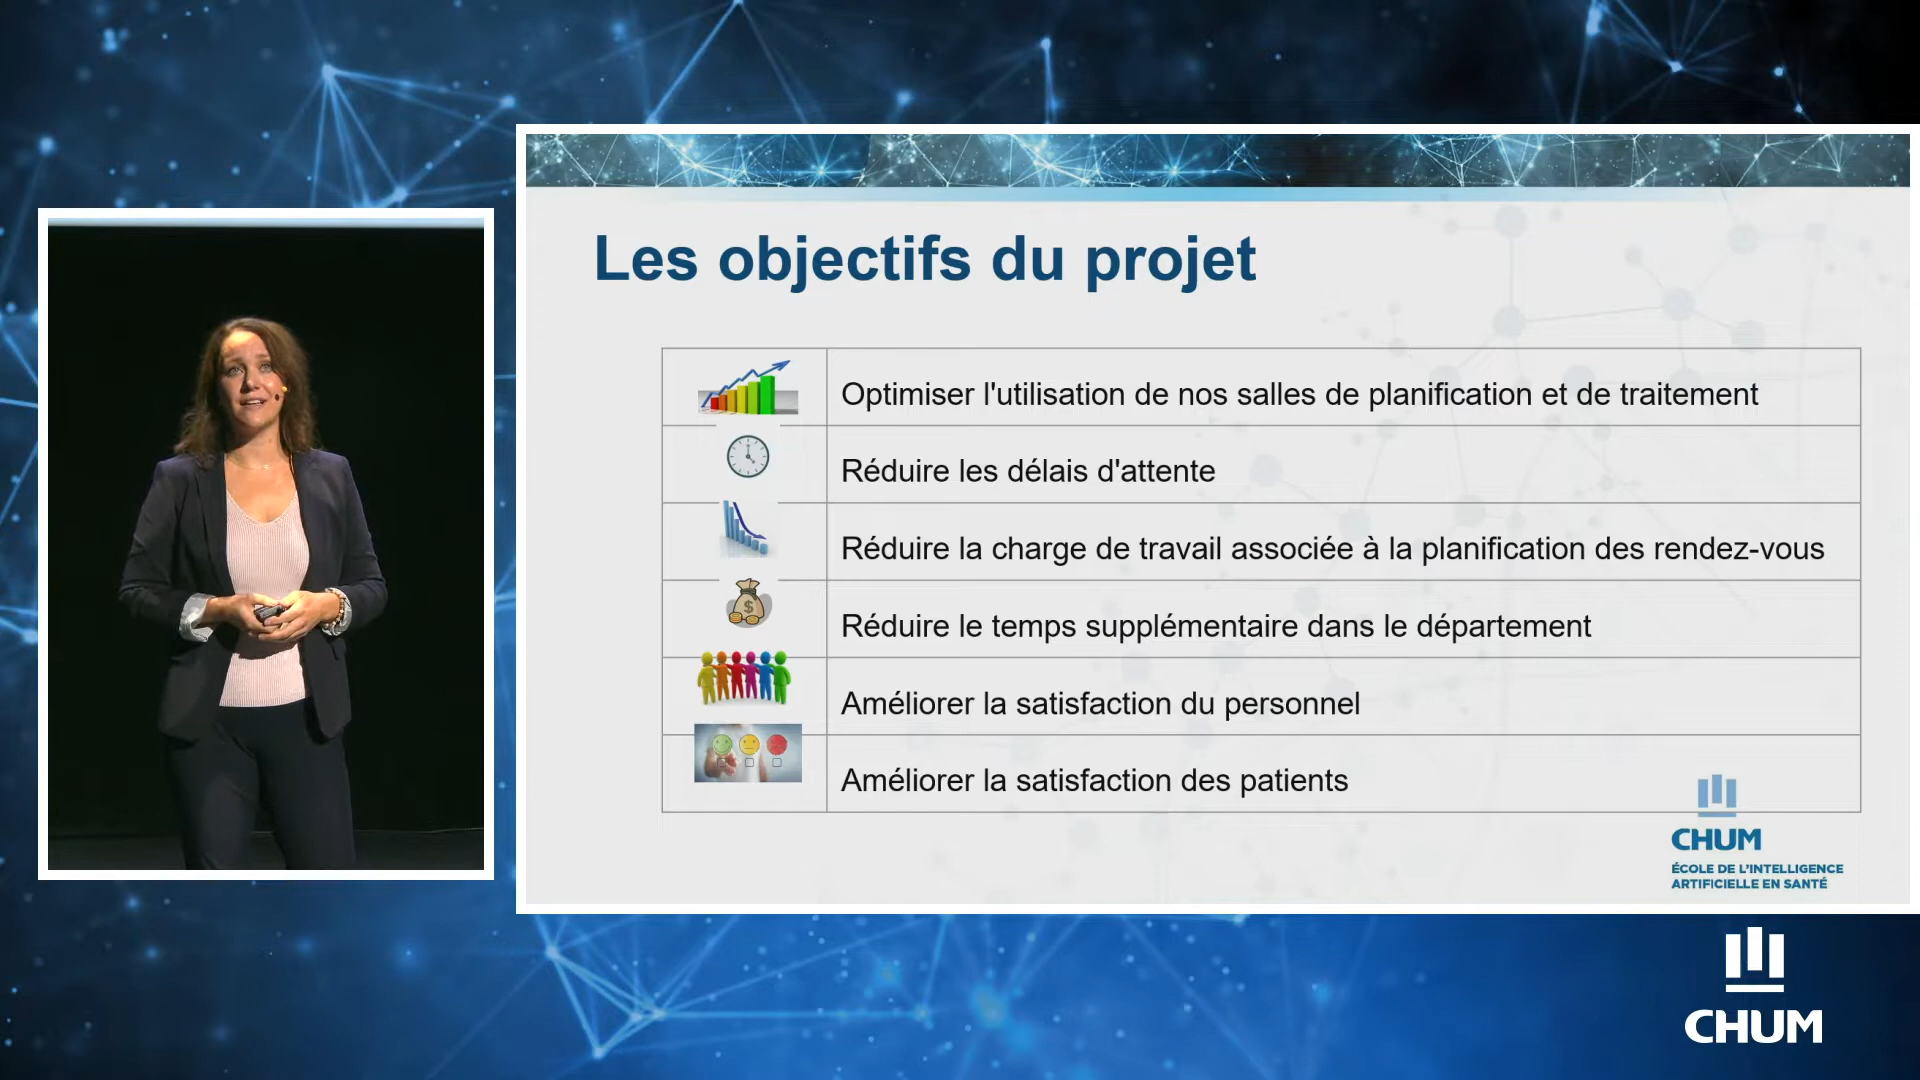 Les objectifs du projet
Optimiser l'utilisation de nos salles de planification et de traitement
Réduire les délais d'attente
Réduire la charge de travail associée à la planification des rendez-vous
$
Réduire le temps supplémentaire dans le département
Améliorer la satisfaction du personnel
Améliorer la satisfaction des patients
CHUM
ÉCOLE DE L'INTELLIGENCE
ARTIFICIELLE EN SANTÉ
CHUM